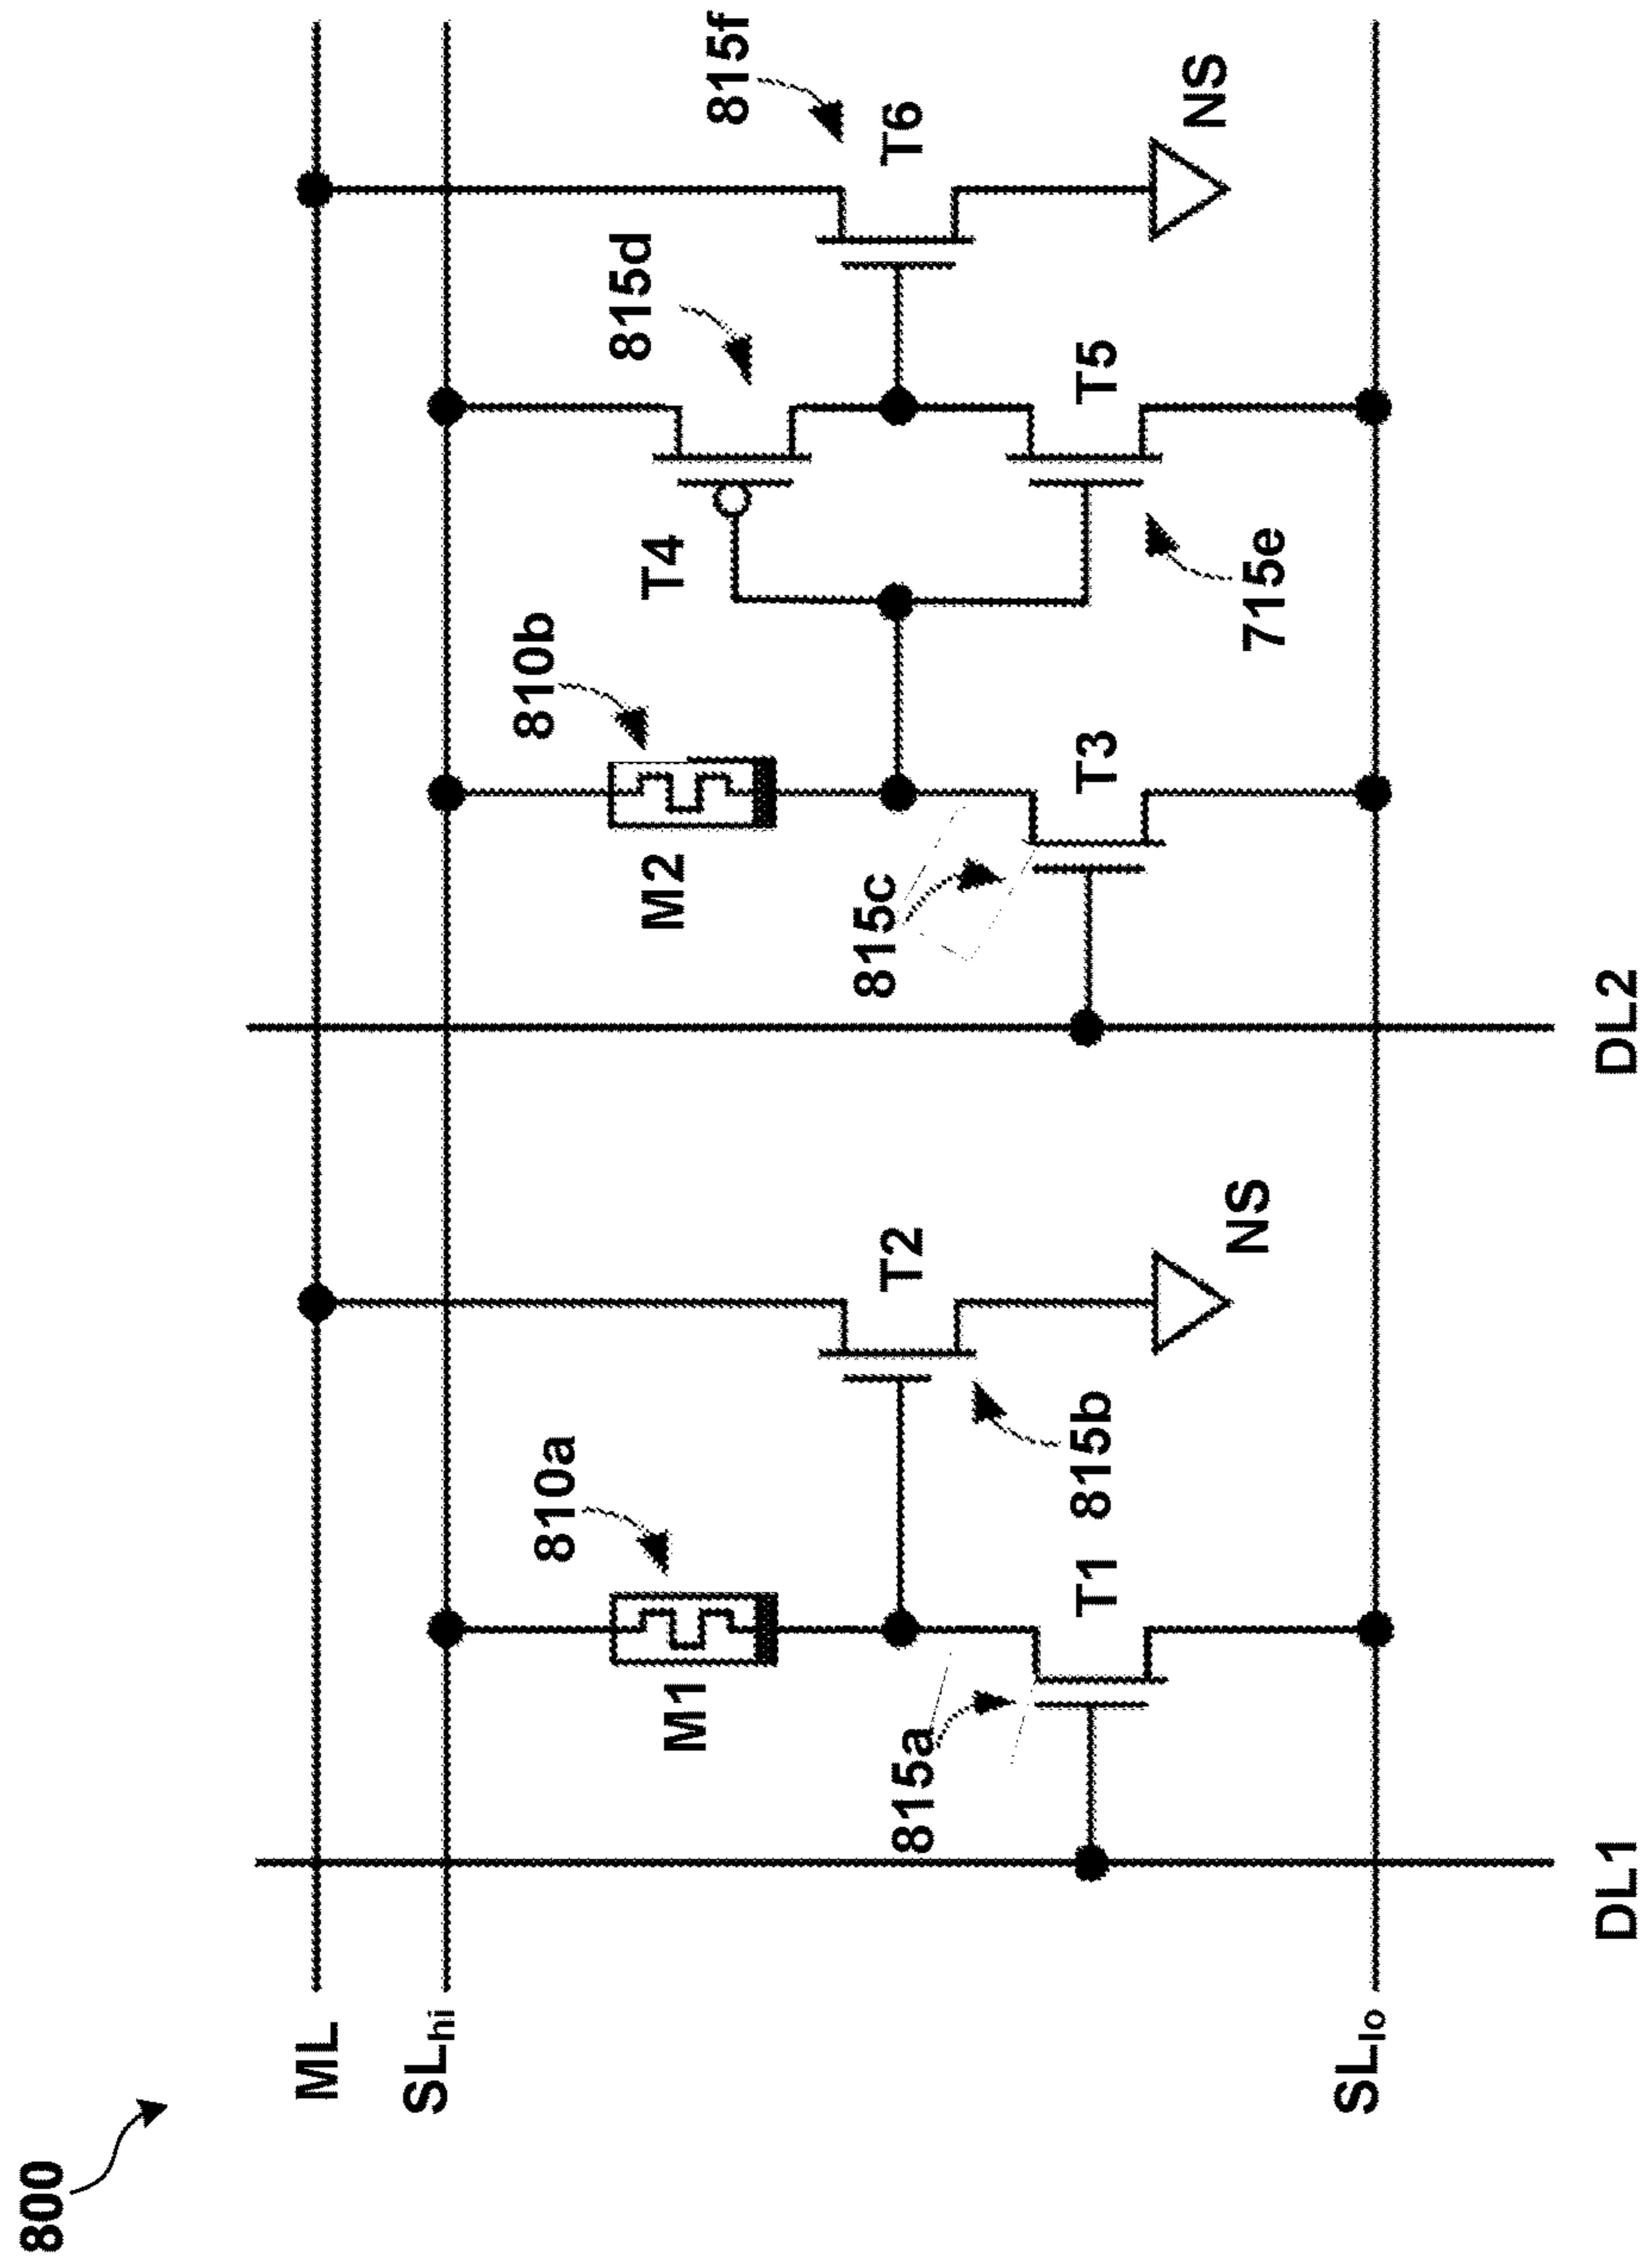 800
ML
SLhi
SLlo
DL1
DL2
810a
M1
815a
T1
815b
T2
NS
810b
M2
815c
T3
T4
815d
T5
715e
815f
T6
NS